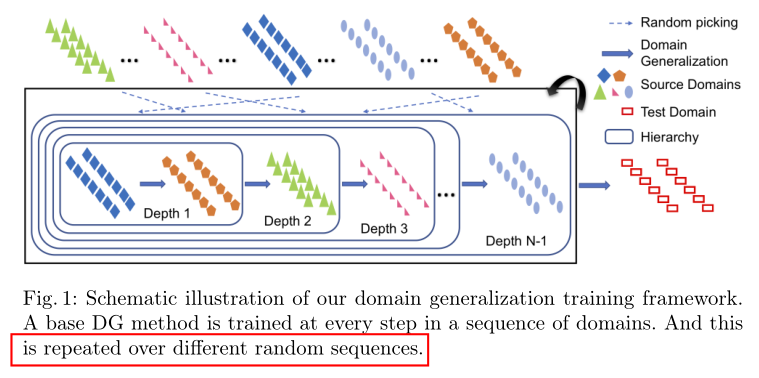 Random picking
Domain
Generalization
Source Domains
Test Domain
Hierarchy
...
...
...
...
Depth 1
Depth 2
Depth 3
...
Depth N-1
Fig. 1: Schematic illustration of our domain generalization training framework.
A base DG method is trained at every step in a sequence of domains. And this
is repeated over different random sequences.